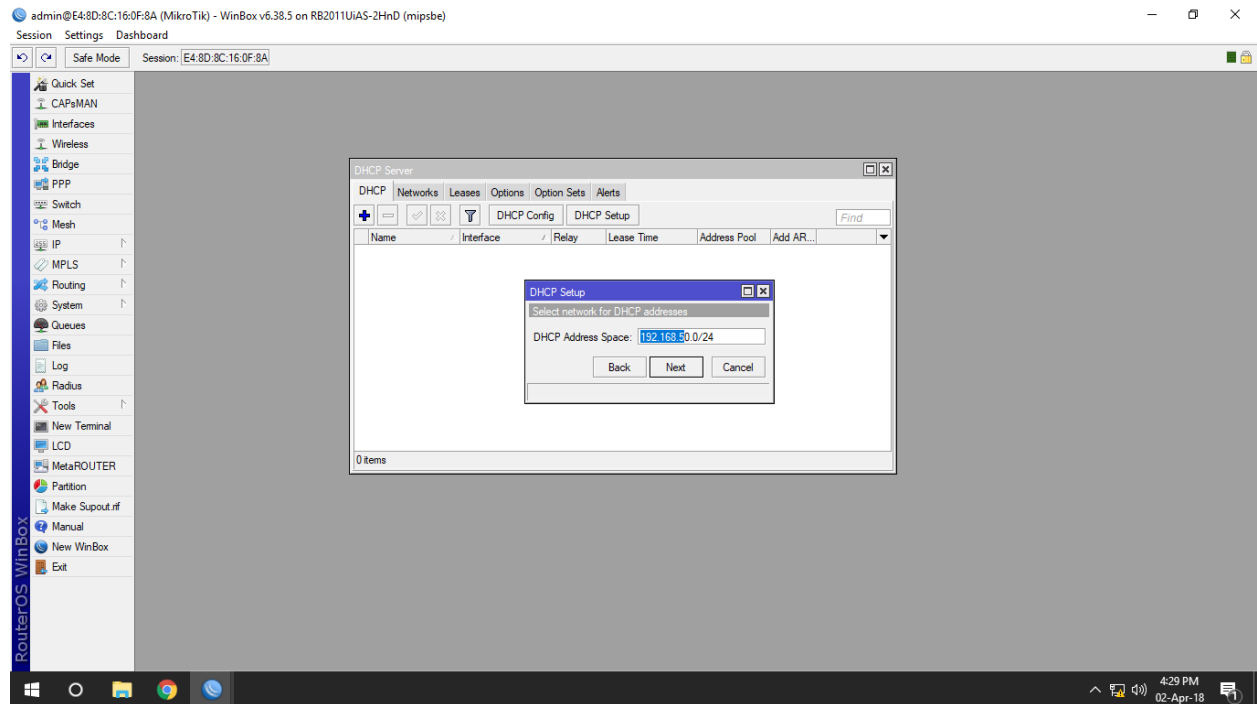 admin@E4:8D:8C:16:0F:8A (MikroTik) - WinBox v6.38.5 on RB2011UiAS-2HnD (mipsbe)
Session Settings Dashboard
Safe Mode Session: E4:8D:8C:16:0F:8A
Quick Set
CAPsMAN
Interfaces
Wireless
Bridge
PPP
Switch
Mesh
IP
MPLS
Routing
System
Queues
Files
Log
Radius
Tools
New Terminal
LCD
MetaROUTER
Partition
Make Supout.rif
Manual
New WinBox
Exit
RouterOS WinBox
DHCP Server
DHCP Networks Leases Options Option Sets Alerts
DHCP Config DHCP Setup Find
Name Interface Relay Lease Time Address Pool Add AR...
DHCP Setup
Select network for DHCP addresses
DHCP Address Space: 192.168.50.0/24
Back Next Cancel
0 items
4:29 PM
02-Apr-18
1